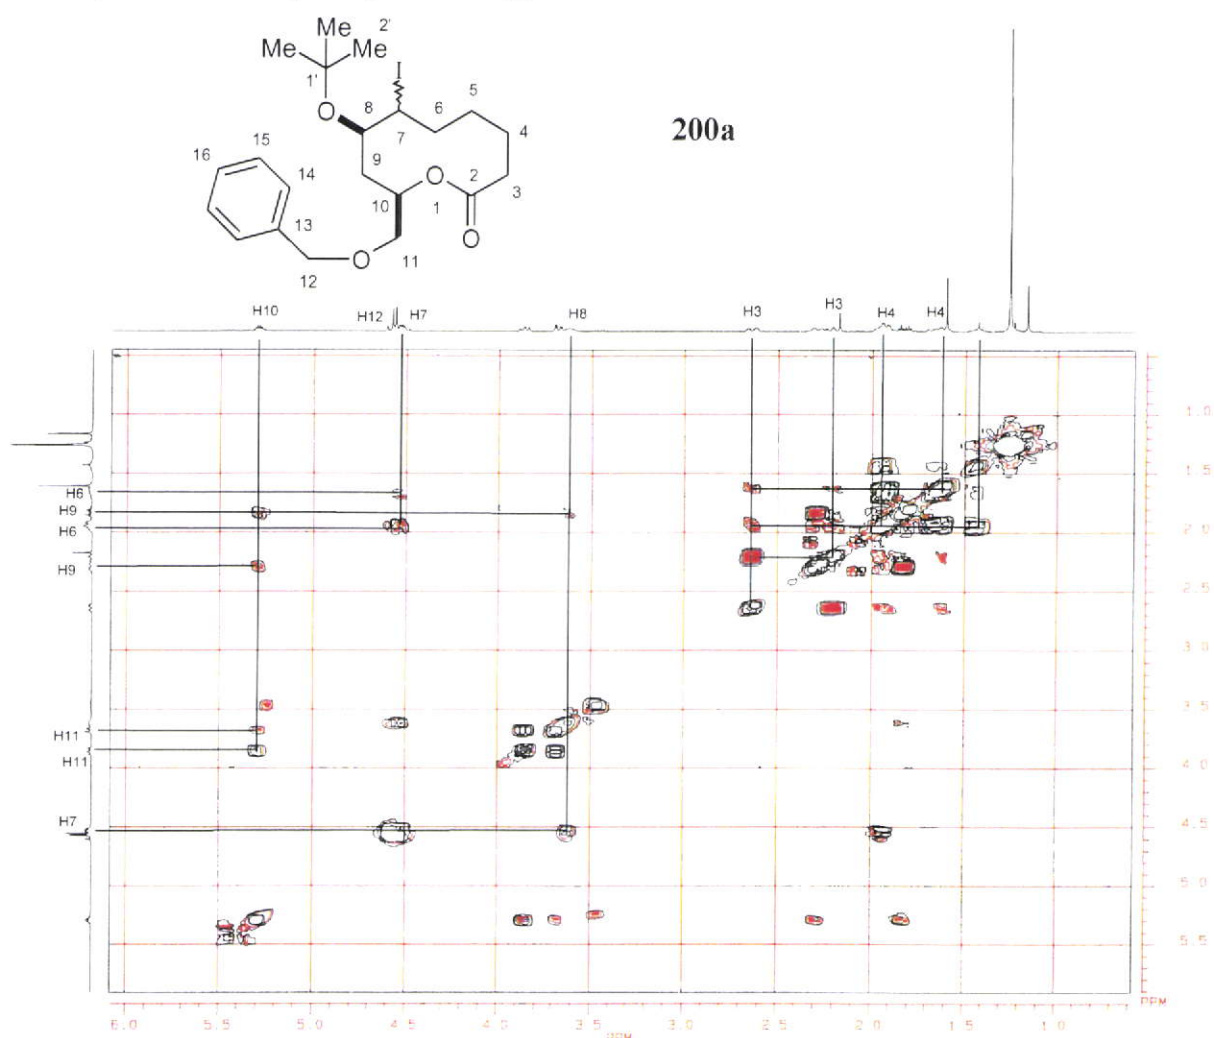 Me 2'
Me Me
1' I
O 8 6 5
7 4
200a
15
16 14 9
O 2 3
10 1
13 O
O 11
12
H10 H12 H7 H8 H3 H3 H4 H4
1.0
H6 1.5
H9
H6 2.0
H9
2.5
3.0
3.5
H11
H11 4.0
H7 4.5
5.0
5.5
PPM
6.0 5.5 5.0 4.5 4.0 3.5 3.0 2.5 2.0 1.5 1.0
PPM